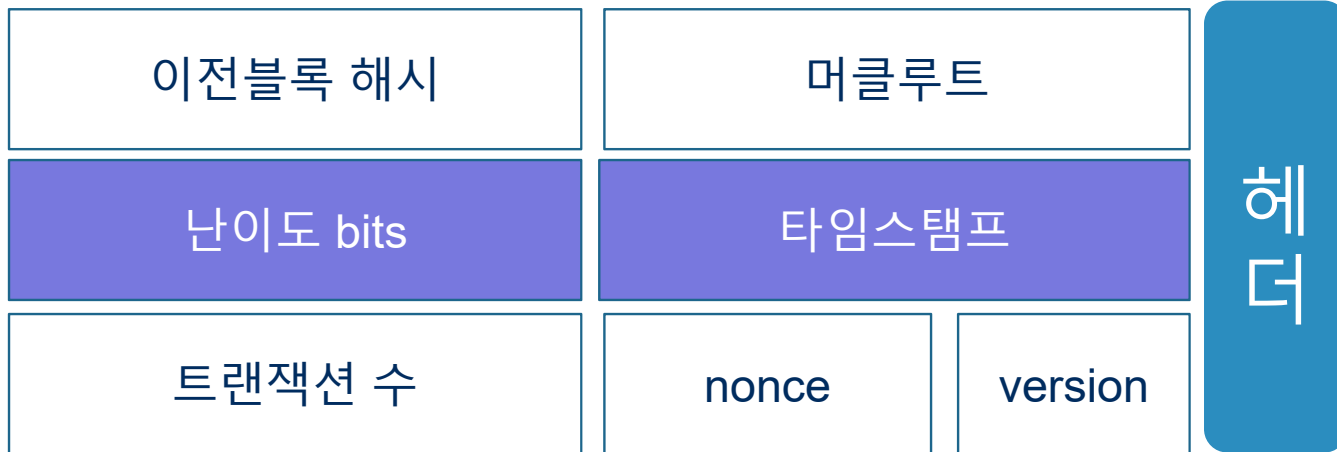 이전블록 해시
머클루트
난이도 bits
타임스탬프
트랜잭션 수
nonce
version
헤더